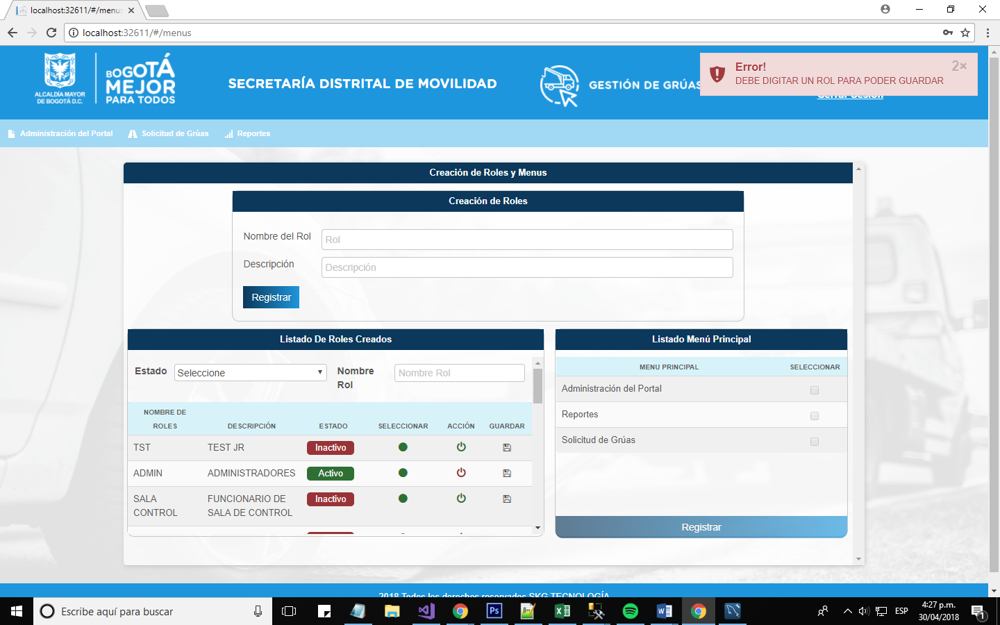 localhost:32611/#/menu
localhost:32611/#/menus
ALCALDÍA MAYOR
DE BOGOTÁ D.C.
BOGOTÁ
MEJOR
PARA TODOS
SECRETARÍA DISTRITAL DE MOVILIDAD
GESTIÓN DE GRÚAS
Error!
2×
DEBE DIGITAR UN ROL PARA PODER GUARDAR
Cerrar Sesión
Administración del Portal Solicitud de Grúas Reportes
Creación de Roles y Menus
Creación de Roles
Nombre del Rol Rol
Descripción Descripción
Registrar
Listado De Roles Creados
Estado Seleccione Nombre Rol Nombre Rol
NOMBRE DE ROLES DESCRIPCIÓN ESTADO SELECCIONAR ACCIÓN GUARDAR
TST TEST JR Inactivo
ADMIN ADMINISTRADORES Activo
SALA CONTROL FUNCIONARIO DE SALA DE CONTROL Inactivo
Listado Menú Principal
MENU PRINCIPAL SELECCIONAR
Administración del Portal
Reportes
Solicitud de Grúas
Registrar
2018 Todos los derechos reservados SKG TECNOLOGÍA
Escribe aquí para buscar
Ps
ESP
4:27 p.m.
30/04/2018
1